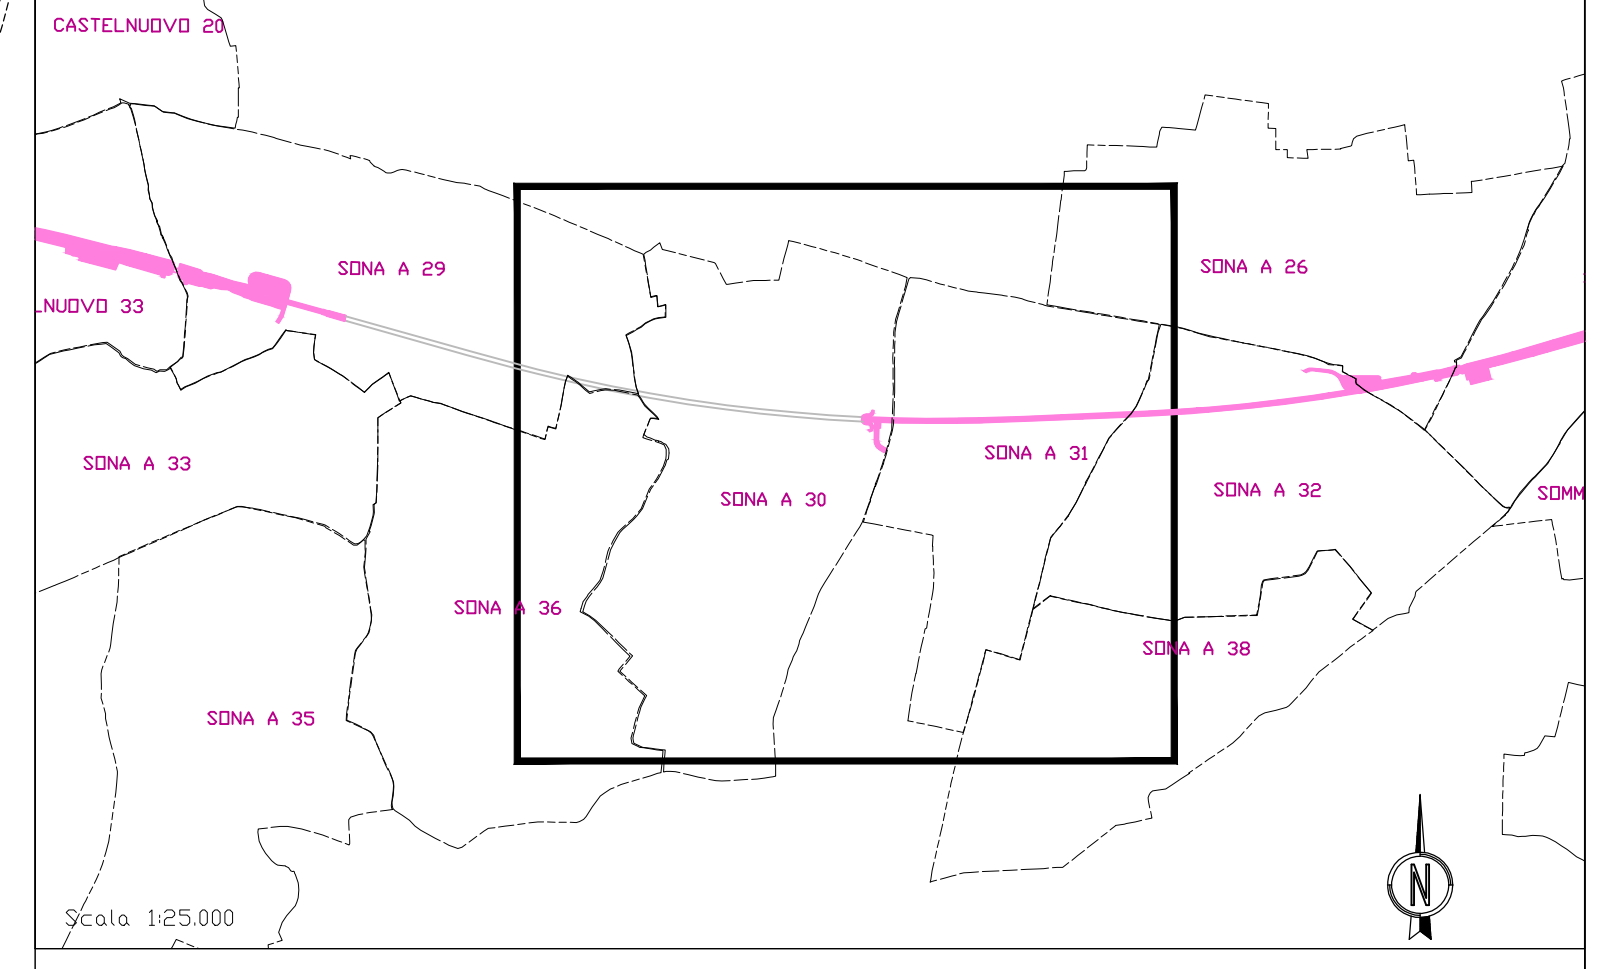 CASTELNUOVO 20
SONA A 29
SONA A 26
LNUOVO 33
SONA A 31
SONA A 33
SONA A 30
SONA A 32
SOMM
SONA A 36
SONA A 38
SONA A 35
N
Scala 1:25.000